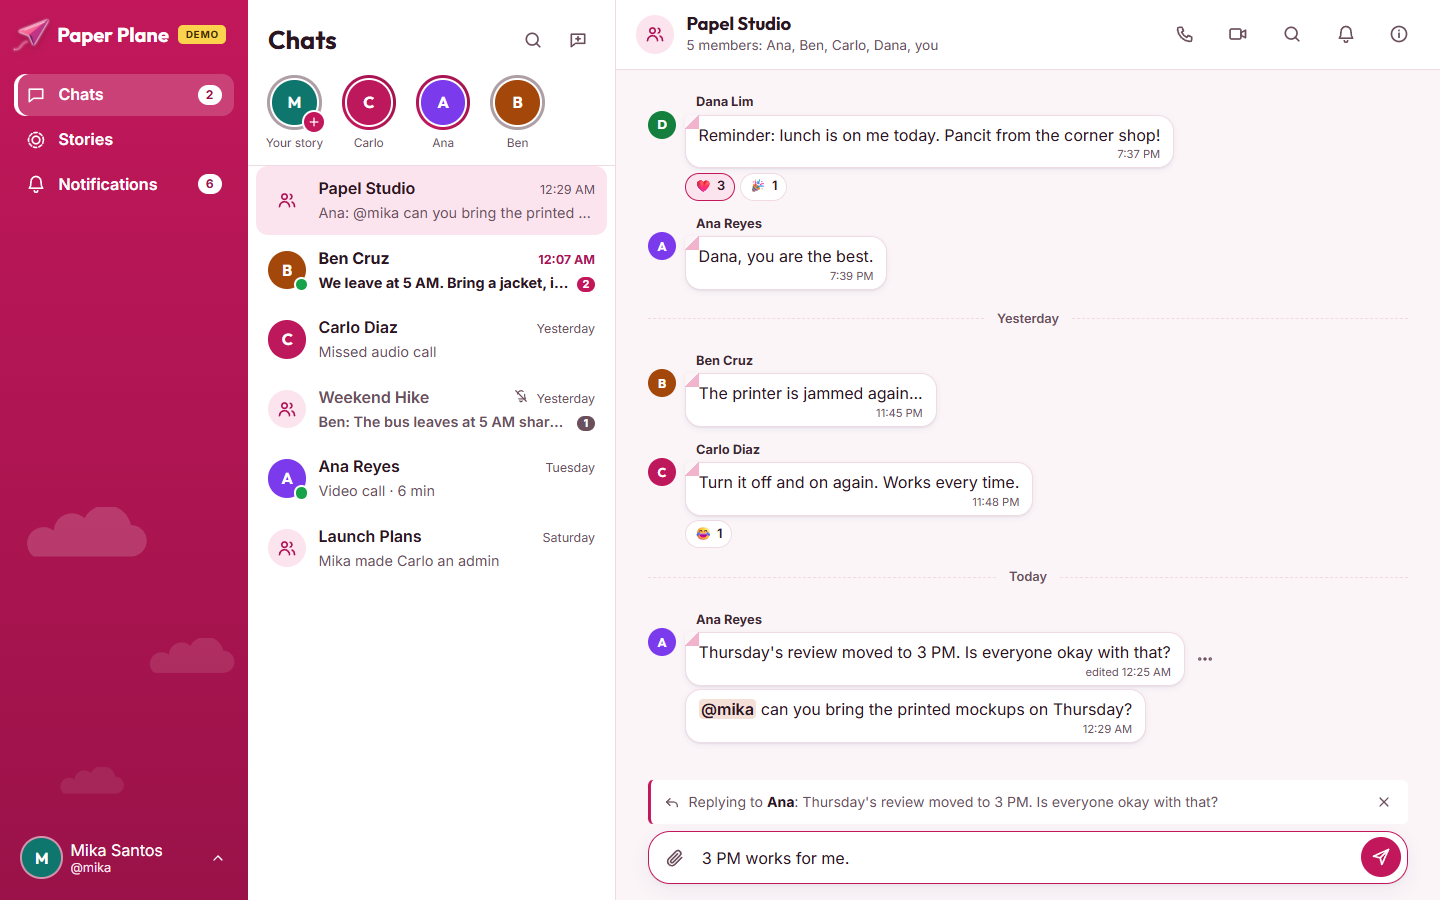 Paper Plane DEMO
Chats 2
Stories
Notifications 6
M
Mika Santos
@mika
Chats
M C A B
Your story Carlo Ana Ben
Papel Studio 12:29 AM
Ana: @mika can you bring the printed ...
B
Ben Cruz 12:07 AM
We leave at 5 AM. Bring a jacket, i... 2
C
Carlo Diaz Yesterday
Missed audio call
Weekend Hike Yesterday
Ben: The bus leaves at 5 AM shar... 1
A
Ana Reyes Tuesday
Video call · 6 min
Launch Plans Saturday
Mika made Carlo an admin
Papel Studio
5 members: Ana, Ben, Carlo, Dana, you
Dana Lim
D
Reminder: lunch is on me today. Pancit from the corner shop!
7:37 PM
3 1
Ana Reyes
A
Dana, you are the best.
7:39 PM
Yesterday
Ben Cruz
B
The printer is jammed again...
11:45 PM
Carlo Diaz
C
Turn it off and on again. Works every time.
11:48 PM
1
Today
Ana Reyes
A
Thursday's review moved to 3 PM. Is everyone okay with that?
edited 12:25 AM
@mika can you bring the printed mockups on Thursday?
12:29 AM
Replying to Ana: Thursday's review moved to 3 PM. Is everyone okay with that?
3 PM works for me.